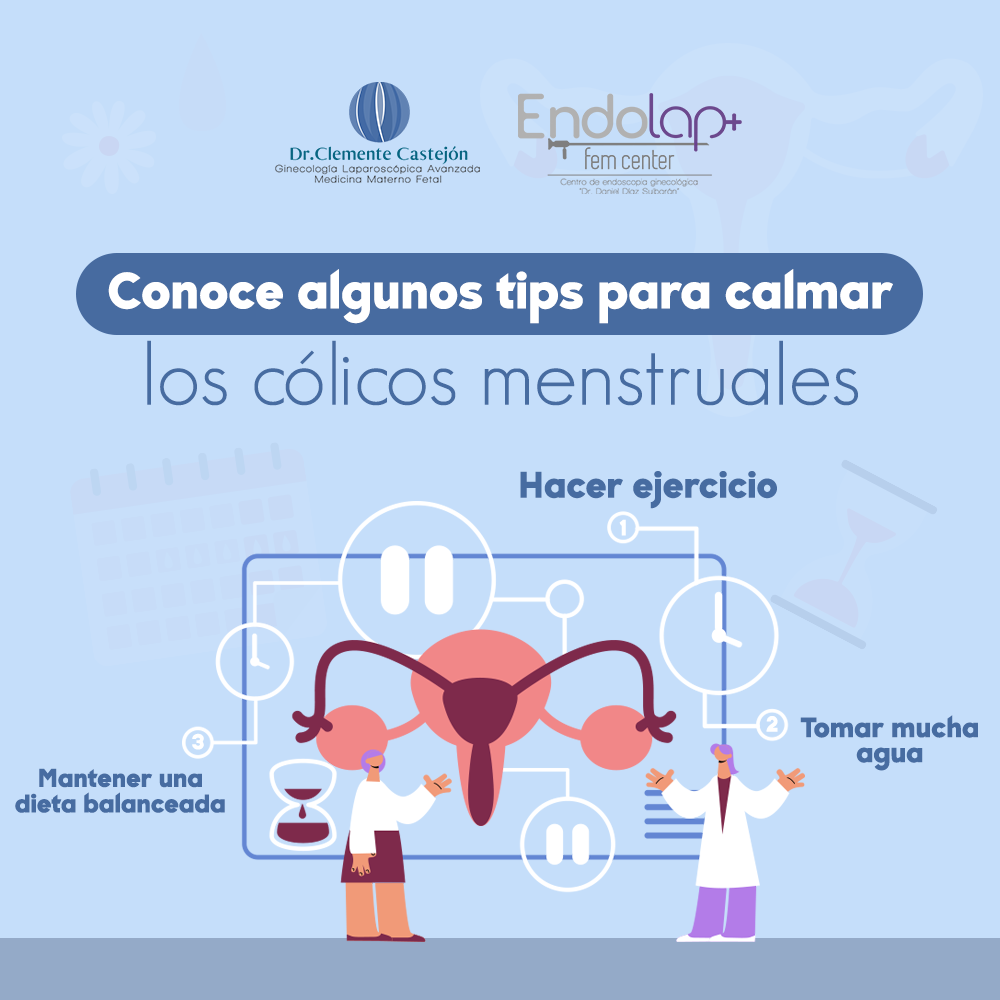 Dr.Clemente Castejón
Ginecología Laparoscópica Avanzada
Medicina Materno Fetal
Endolap+
fem center
Centro de endoscopia ginecológica
"Dr. Daniel Díaz Suibarán"
Conoce algunos tips para calmar
los cólicos menstruales
Hacer ejercicio
1
2
Tomar mucha
agua
3
Mantener una
dieta balanceada